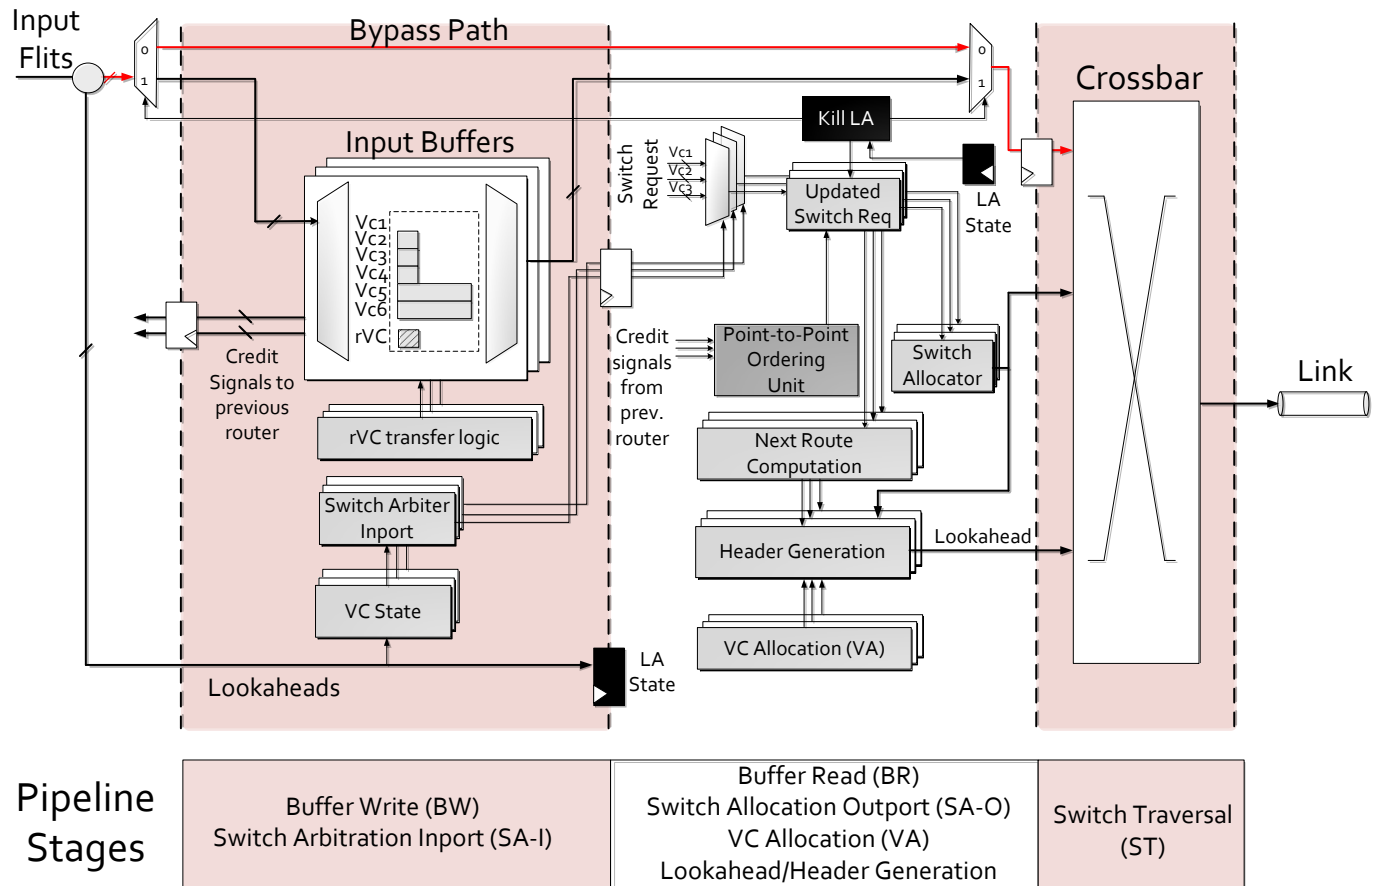 Input
Flits
Bypass Path
0
1
0
1
Crossbar
Kill LA
Input Buffers
Switch
Request
Vc1
Vc2
Vc3
Updated
Switch Req
LA
State
Vc1
Vc2
Vc3
Vc4
Vc5
Vc6
rVC
Credit
Signals to
previous
router
Credit
signals
from
prev.
router
Point-to-Point
Ordering
Unit
Switch
Allocator
Link
rVC transfer logic
Next Route
Computation
Switch Arbiter
Inport
Header Generation
Lookahead
VC State
VC Allocation (VA)
LA
State
Lookaheads
Pipeline
Stages
Buffer Write (BW)
Switch Arbitration Inport (SA-I)
Buffer Read (BR)
Switch Allocation Outport (SA-O)
VC Allocation (VA)
Lookahead/Header Generation
Switch Traversal
(ST)